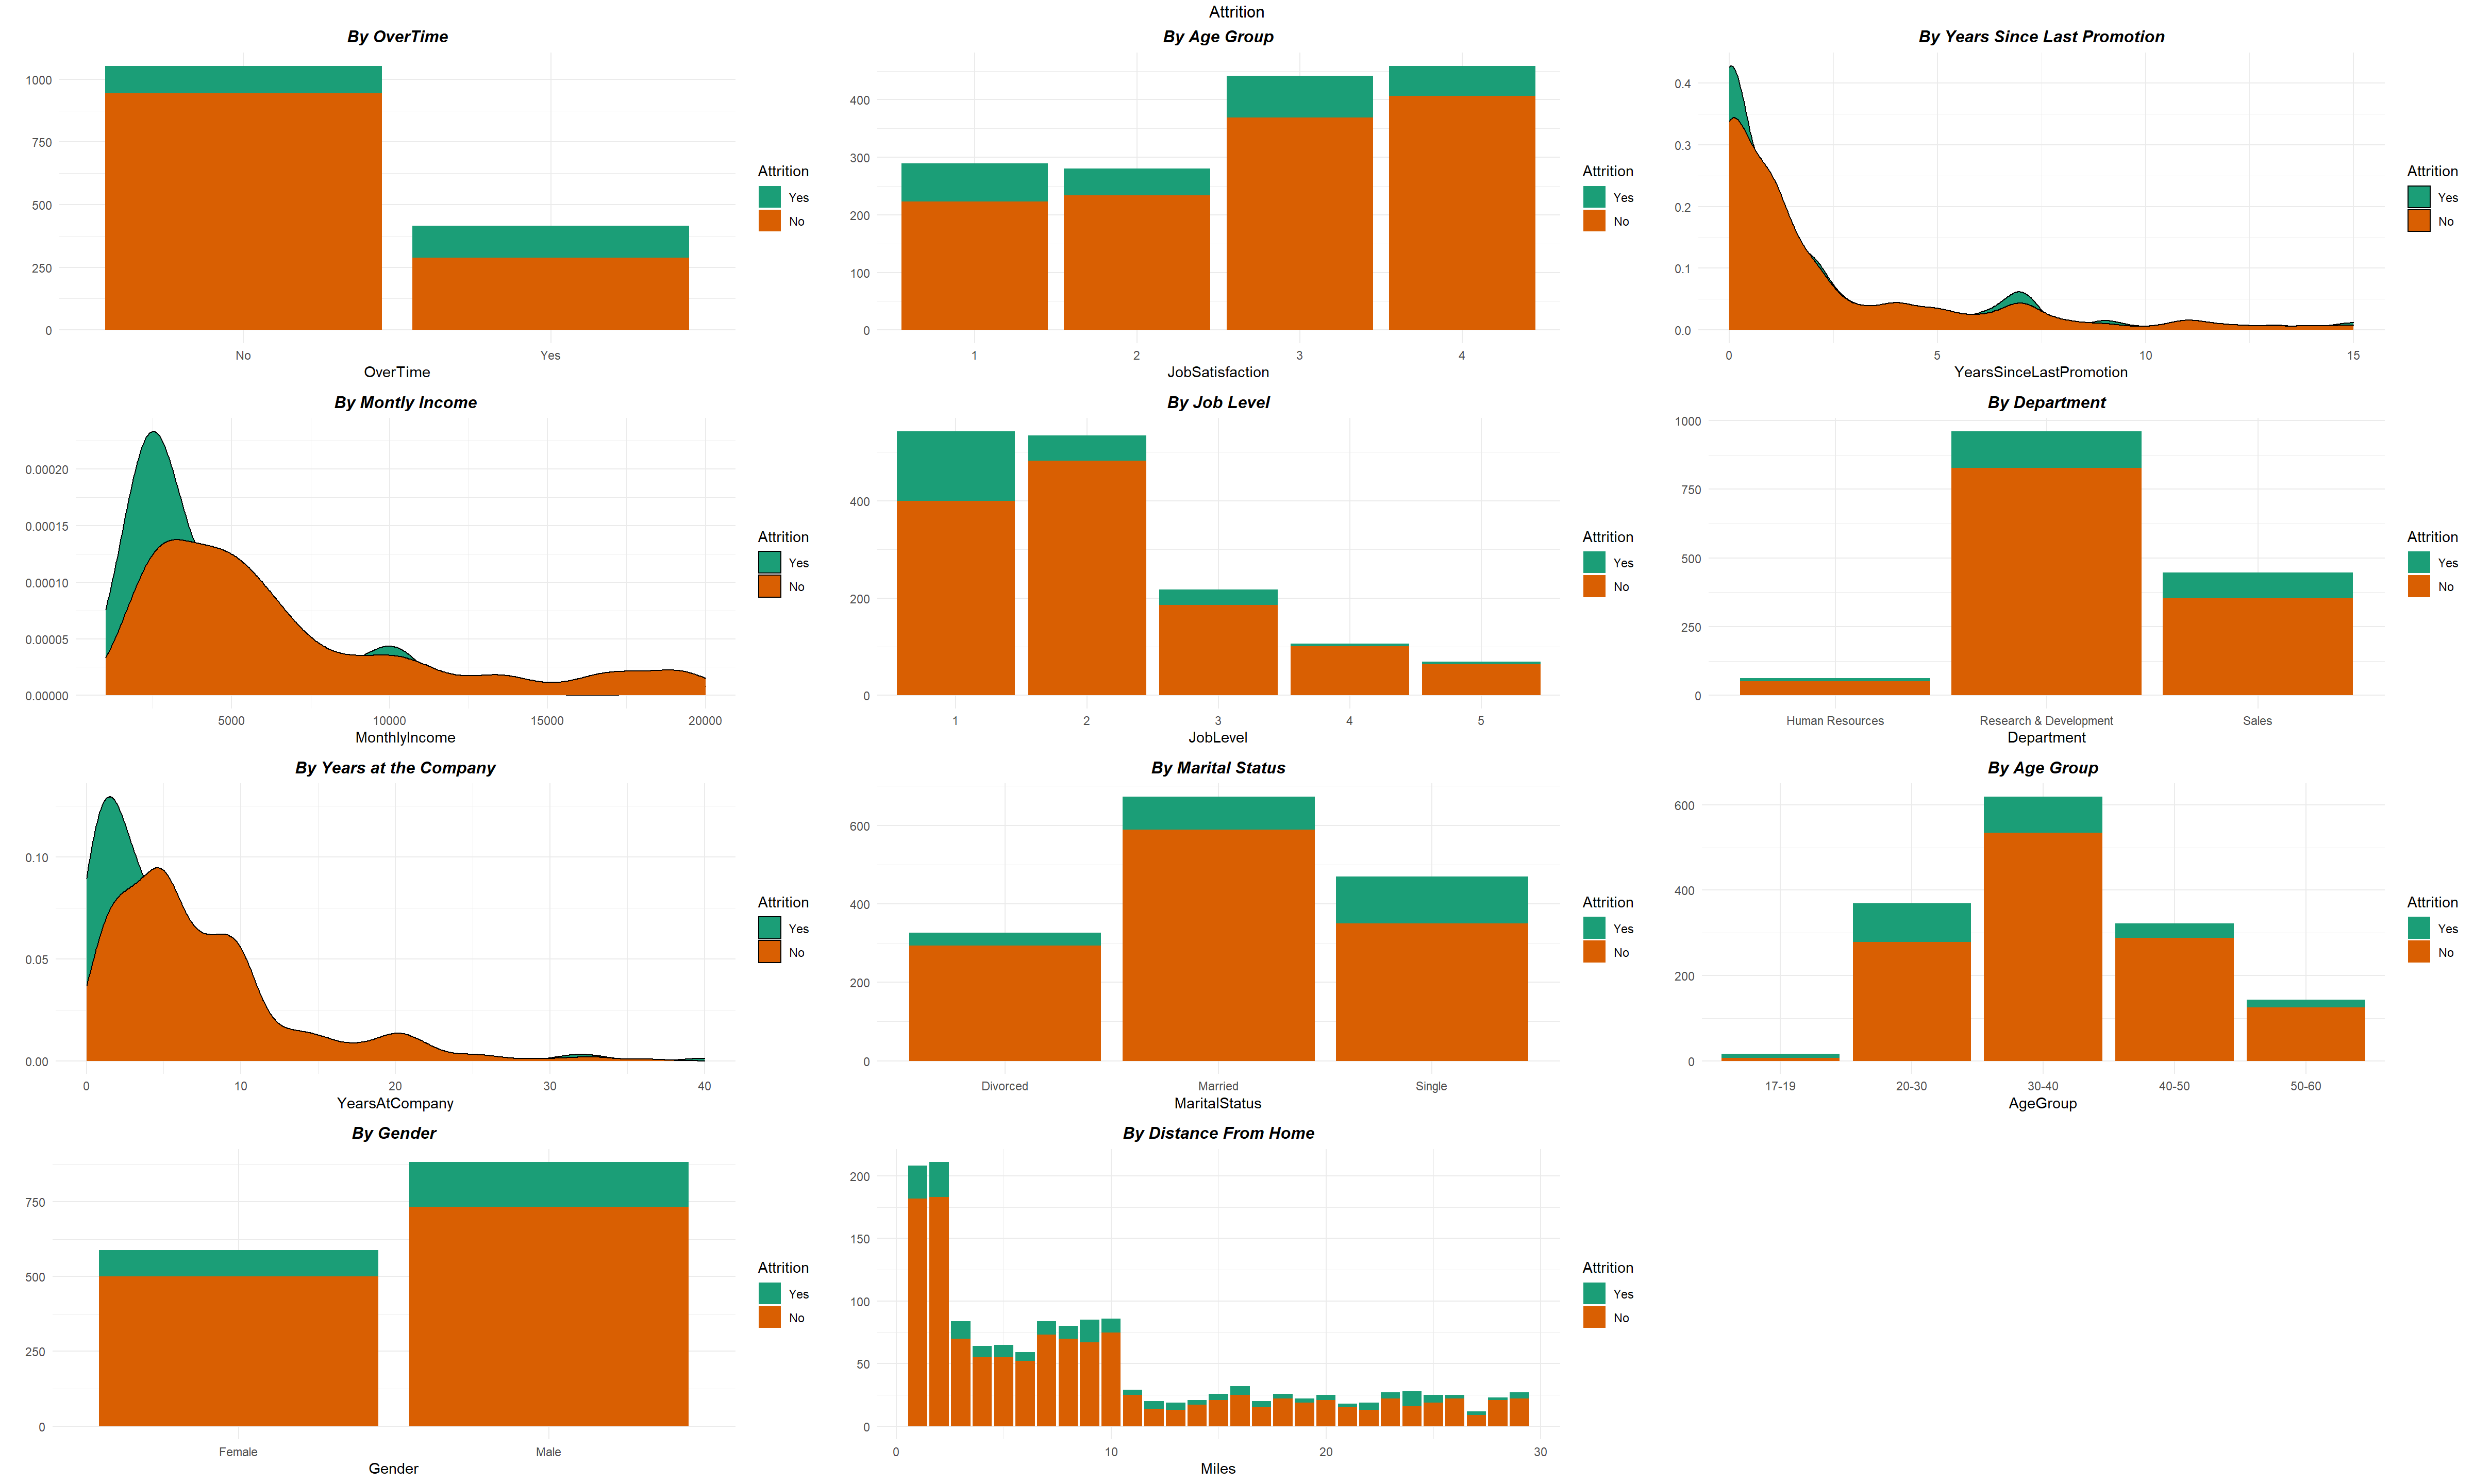 Attrition
By OverTime
1000
750
500
250
0
No Yes
OverTime
Attrition
Yes
No
By Age Group
400
300
200
100
0
1 2 3 4
JobSatisfaction
Attrition
Yes
No
By Years Since Last Promotion
0.4
0.3
0.2
0.1
0.0
0 5 10 15
YearsSinceLastPromotion
Attrition
Yes
No
By Montly Income
0.00020
0.00015
0.00010
0.00005
0.00000
5000 10000 15000 20000
MonthlyIncome
Attrition
Yes
No
By Job Level
400
200
0
1 2 3 4 5
JobLevel
Attrition
Yes
No
By Department
1000
750
500
250
0
Human Resources Research & Development Sales
Department
Attrition
Yes
No
By Years at the Company
0.10
0.05
0.00
0 10 20 30 40
YearsAtCompany
Attrition
Yes
No
By Marital Status
600
400
200
0
Divorced Married Single
MaritalStatus
Attrition
Yes
No
By Age Group
600
400
200
0
17-19 20-30 30-40 40-50 50-60
AgeGroup
Attrition
Yes
No
By Gender
750
500
250
0
Female Male
Gender
Attrition
Yes
No
By Distance From Home
200
150
100
50
0
0 10 20 30
Miles
Attrition
Yes
No